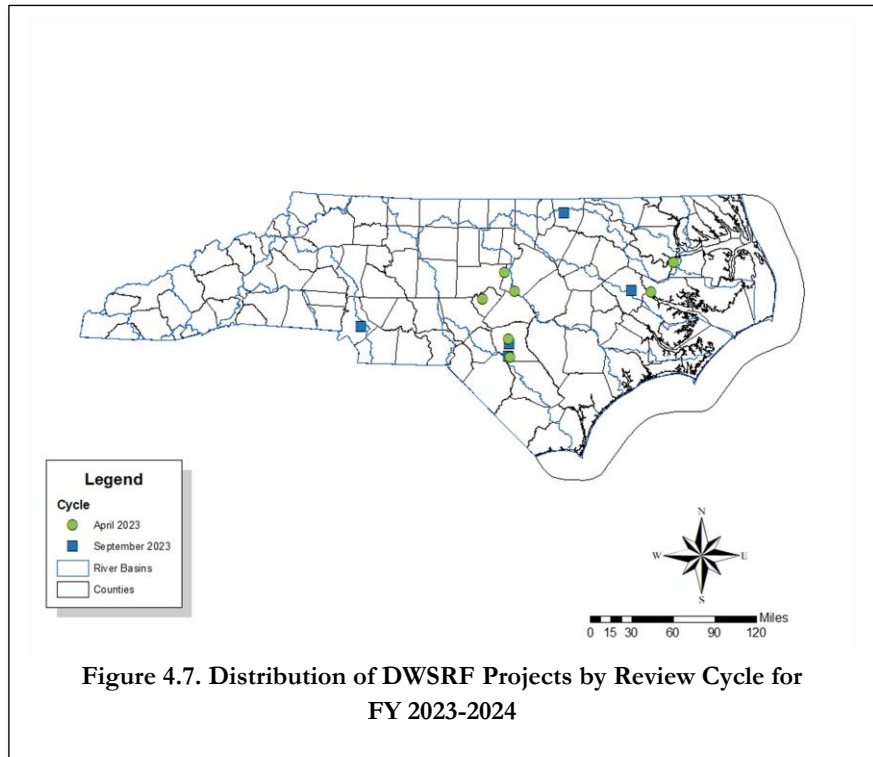 Legend
Cycle
April 2023
September 2023
River Basins
Counties
N
W E
S
Miles
0 15 30 60 90 120
Figure 4.7. Distribution of DWSRF Projects by Review Cycle for
FY 2023-2024